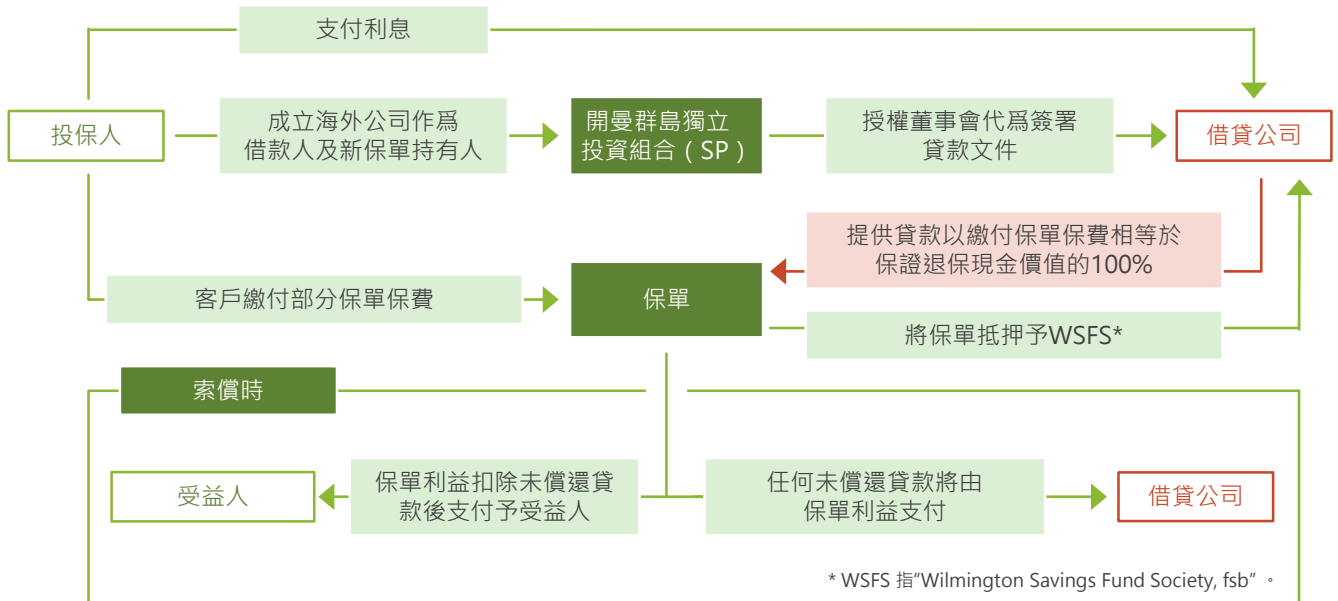 支付利息
投保人
成立海外公司作爲
借款人及新保單持有人
開曼群島獨立
投資組合（SP）
授權董事會代爲簽署
貸款文件
借貸公司
提供貸款以繳付保單保費相等於
保證退保現金價值的100%
客戶繳付部分保單保費
保單
將保單抵押予WSFS*
索償時
受益人
保單利益扣除未償還貸
款後支付予受益人
任何未償還貸款將由
保單利益支付
借貸公司
* WSFS 指“Wilmington Savings Fund Society, fsb” 。